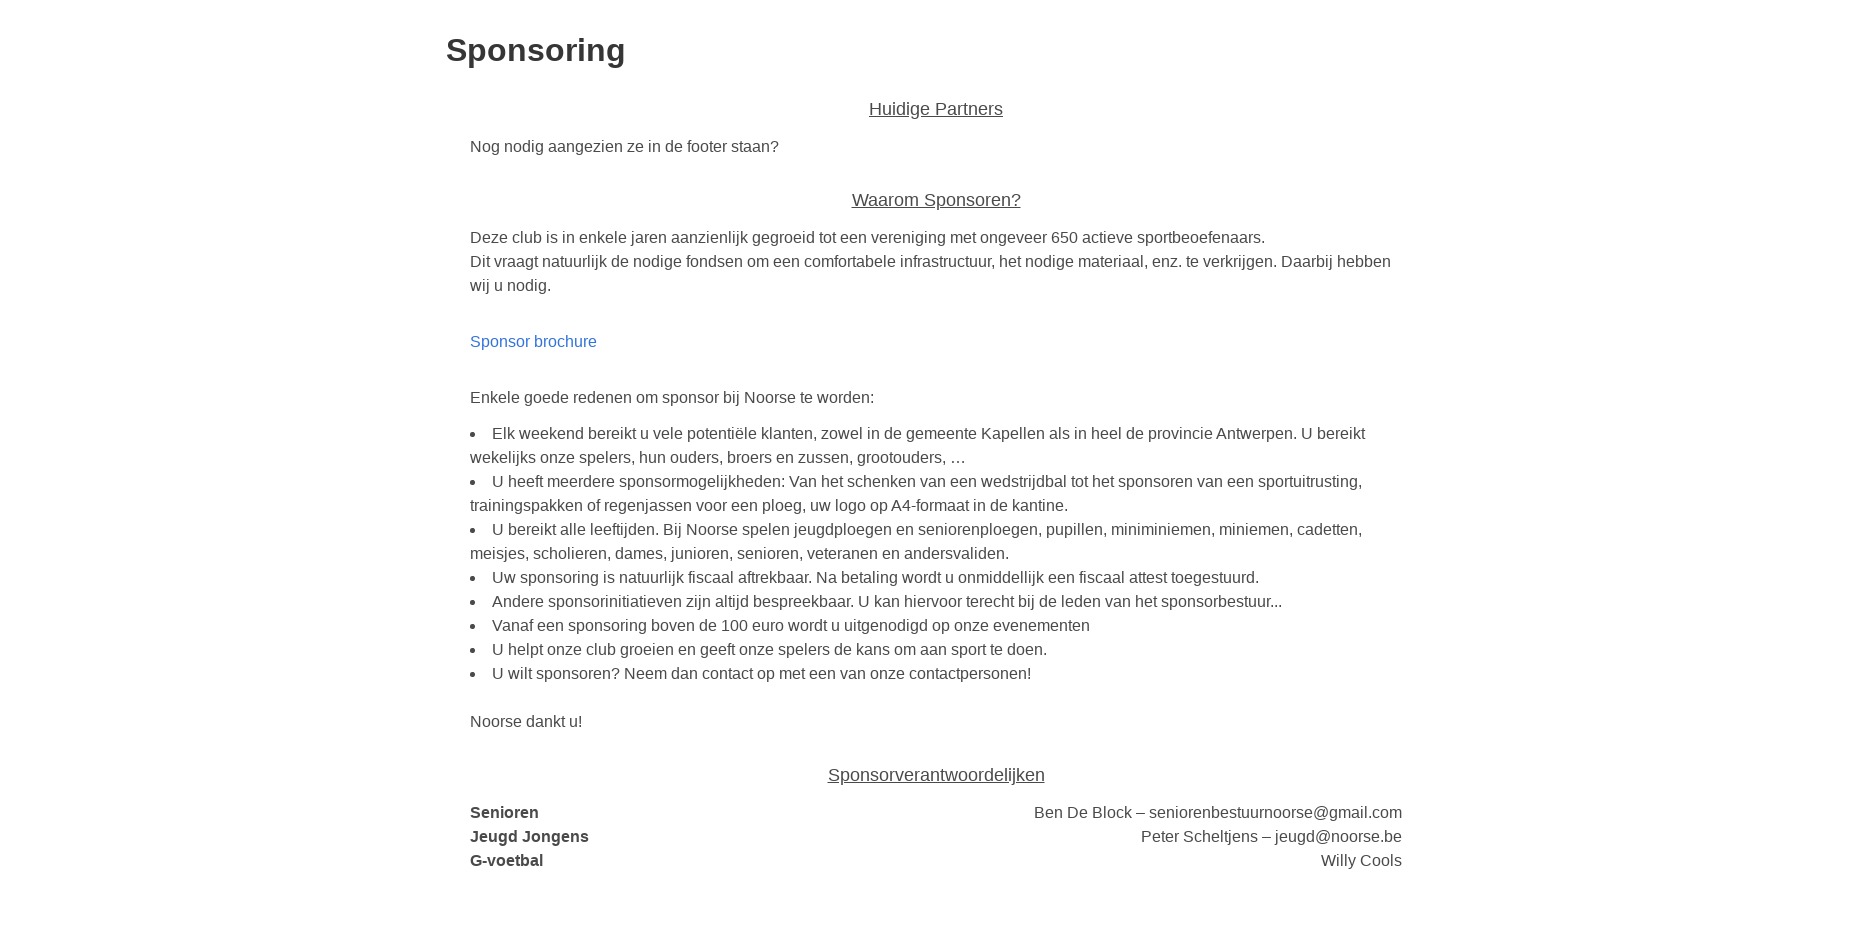 Sponsoring
Huidige Partners
Nog nodig aangezien ze in de footer staan?
Waarom Sponsoren?
Deze club is in enkele jaren aanzienlijk gegroeid tot een vereniging met ongeveer 650 actieve sportbeoefenaars.
Dit vraagt natuurlijk de nodige fondsen om een comfortabele infrastructuur, het nodige materiaal, enz. te verkrijgen. Daarbij hebben
wij u nodig.
Sponsor brochure
Enkele goede redenen om sponsor bij Noorse te worden:
• Elk weekend bereikt u vele potentiële klanten, zowel in de gemeente Kapellen als in heel de provincie Antwerpen. U bereikt
wekelijks onze spelers, hun ouders, broers en zussen, grootouders, …
• U heeft meerdere sponsormogelijkheden: Van het schenken van een wedstrijdbal tot het sponsoren van een sportuitrusting,
trainingspakken of regenjassen voor een ploeg, uw logo op A4-formaat in de kantine.
• U bereikt alle leeftijden. Bij Noorse spelen jeugdploegen en seniorenploegen, pupillen, miniminiemen, miniemen, cadetten,
meisjes, scholieren, dames, junioren, senioren, veteranen en andersvaliden.
• Uw sponsoring is natuurlijk fiscaal aftrekbaar. Na betaling wordt u onmiddellijk een fiscaal attest toegestuurd.
• Andere sponsorinitiatieven zijn altijd bespreekbaar. U kan hiervoor terecht bij de leden van het sponsorbestuur...
• Vanaf een sponsoring boven de 100 euro wordt u uitgenodigd op onze evenementen
• U helpt onze club groeien en geeft onze spelers de kans om aan sport te doen.
• U wilt sponsoren? Neem dan contact op met een van onze contactpersonen!
Noorse dankt u!
Sponsorverantwoordelijken
Senioren Ben De Block – seniorenbestuurnoorse@gmail.com
Jeugd Jongens Peter Scheltjens – jeugd@noorse.be
G-voetbal Willy Cools